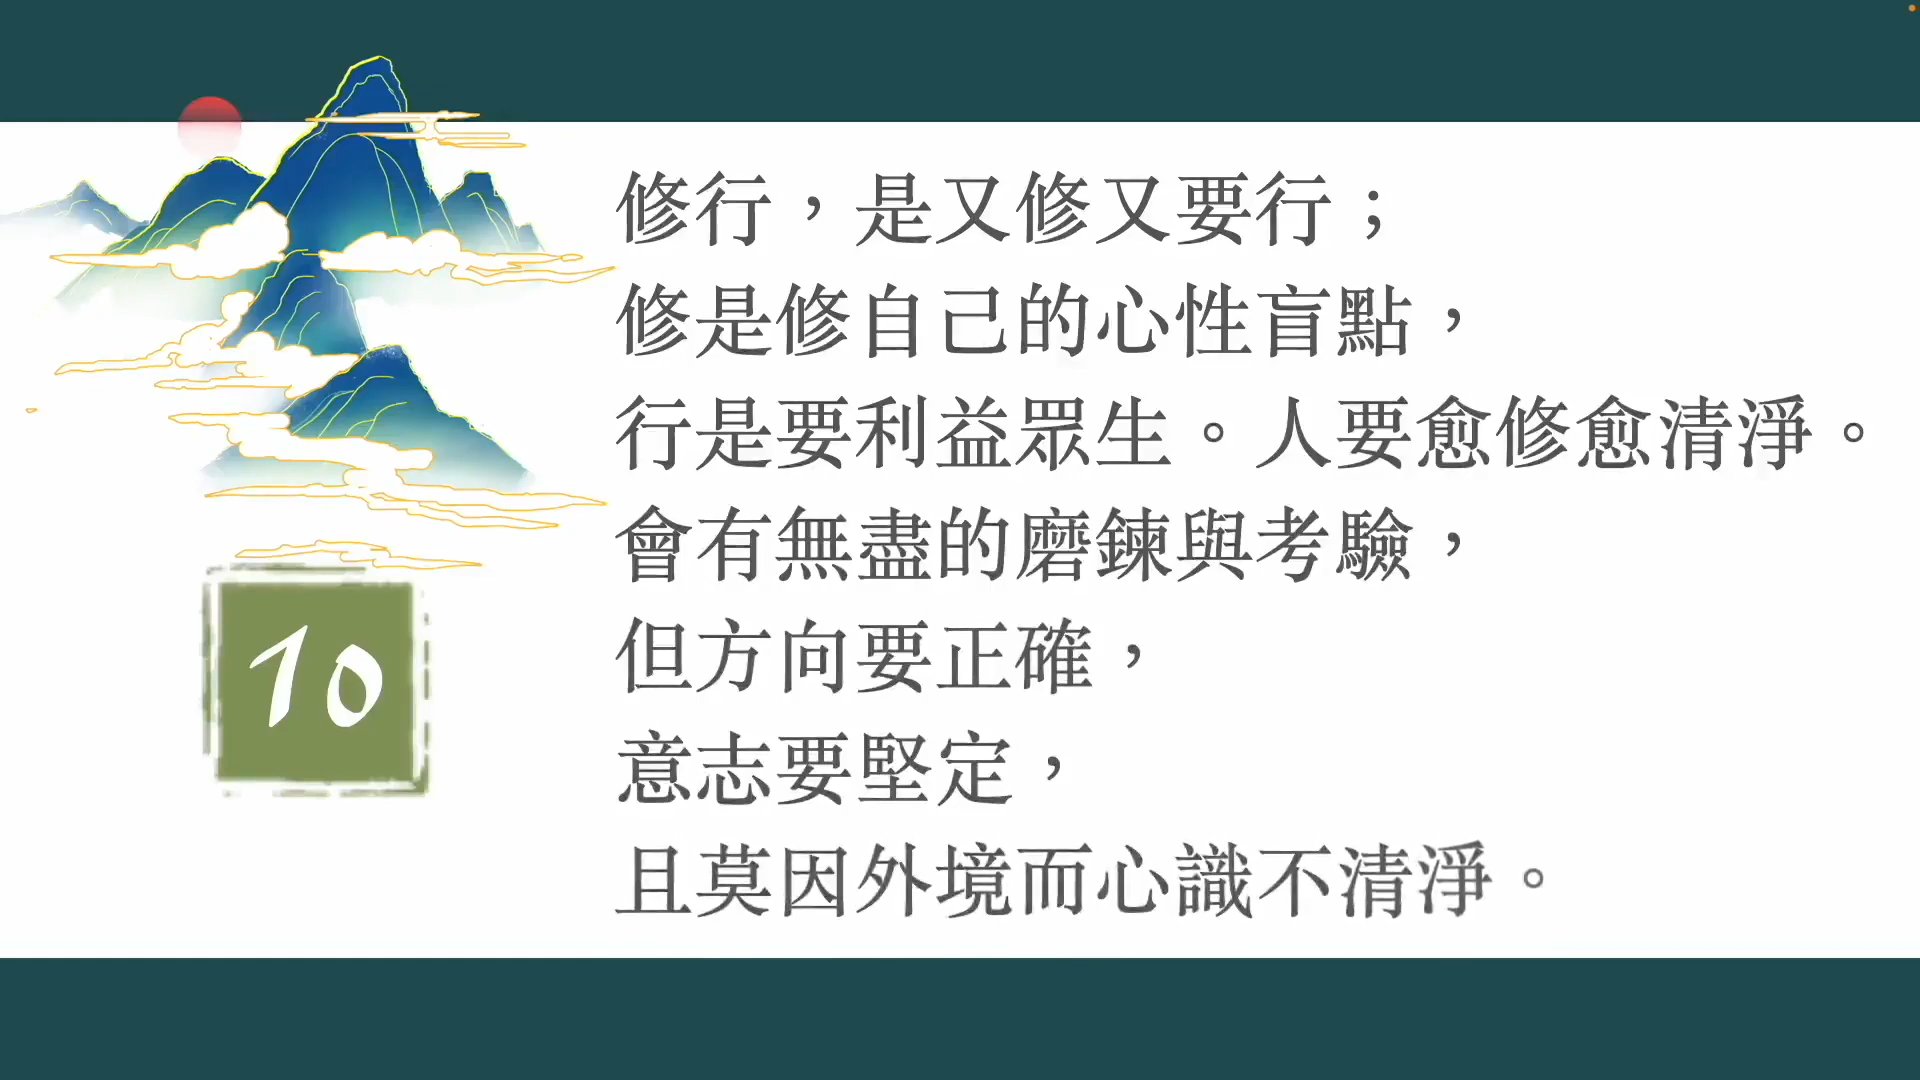 修行，是又修又要行；
修是修自己的心性盲點，
行是要利益眾生。人要愈修愈清淨。
會有無盡的磨鍊與考驗，
但方向要正確，
意志要堅定，
且莫因外境而心識不清淨。
10